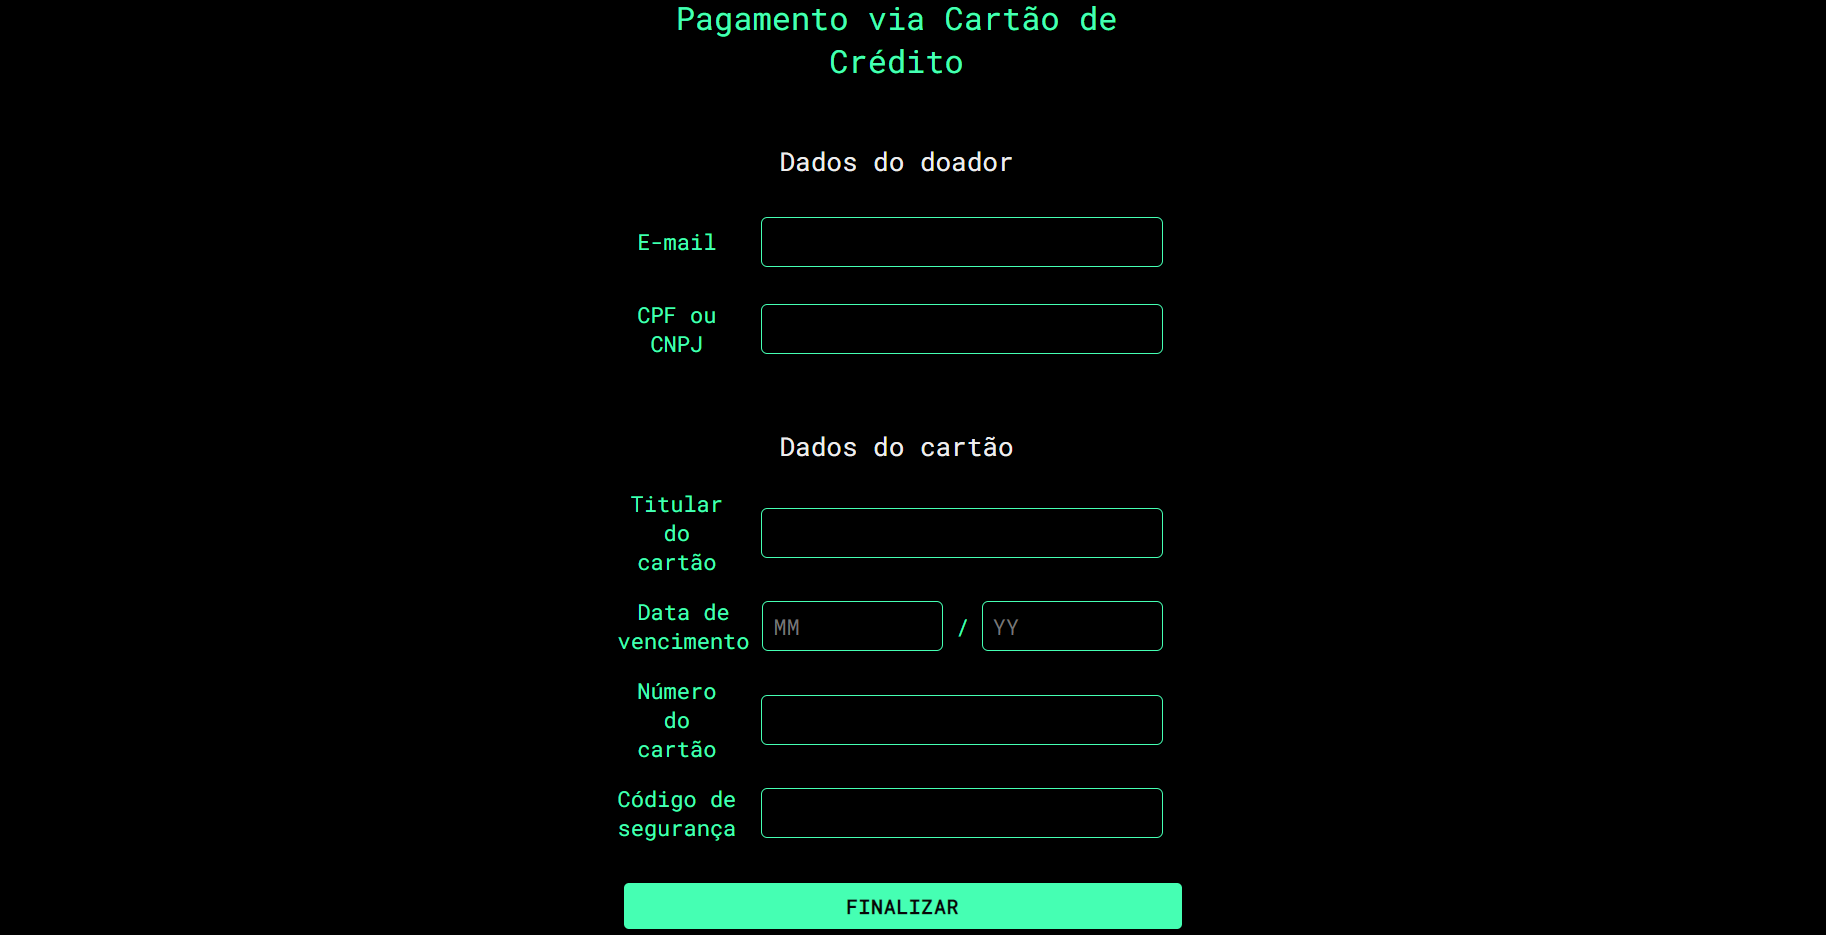 Pagamento via Cartão de
Crédito
Dados do doador
E-mail
CPF ou
CNPJ
Dados do cartão
Titular
do
cartão
Data de
vencimento
MM / YY
Número
do
cartão
Código de
segurança
FINALIZAR